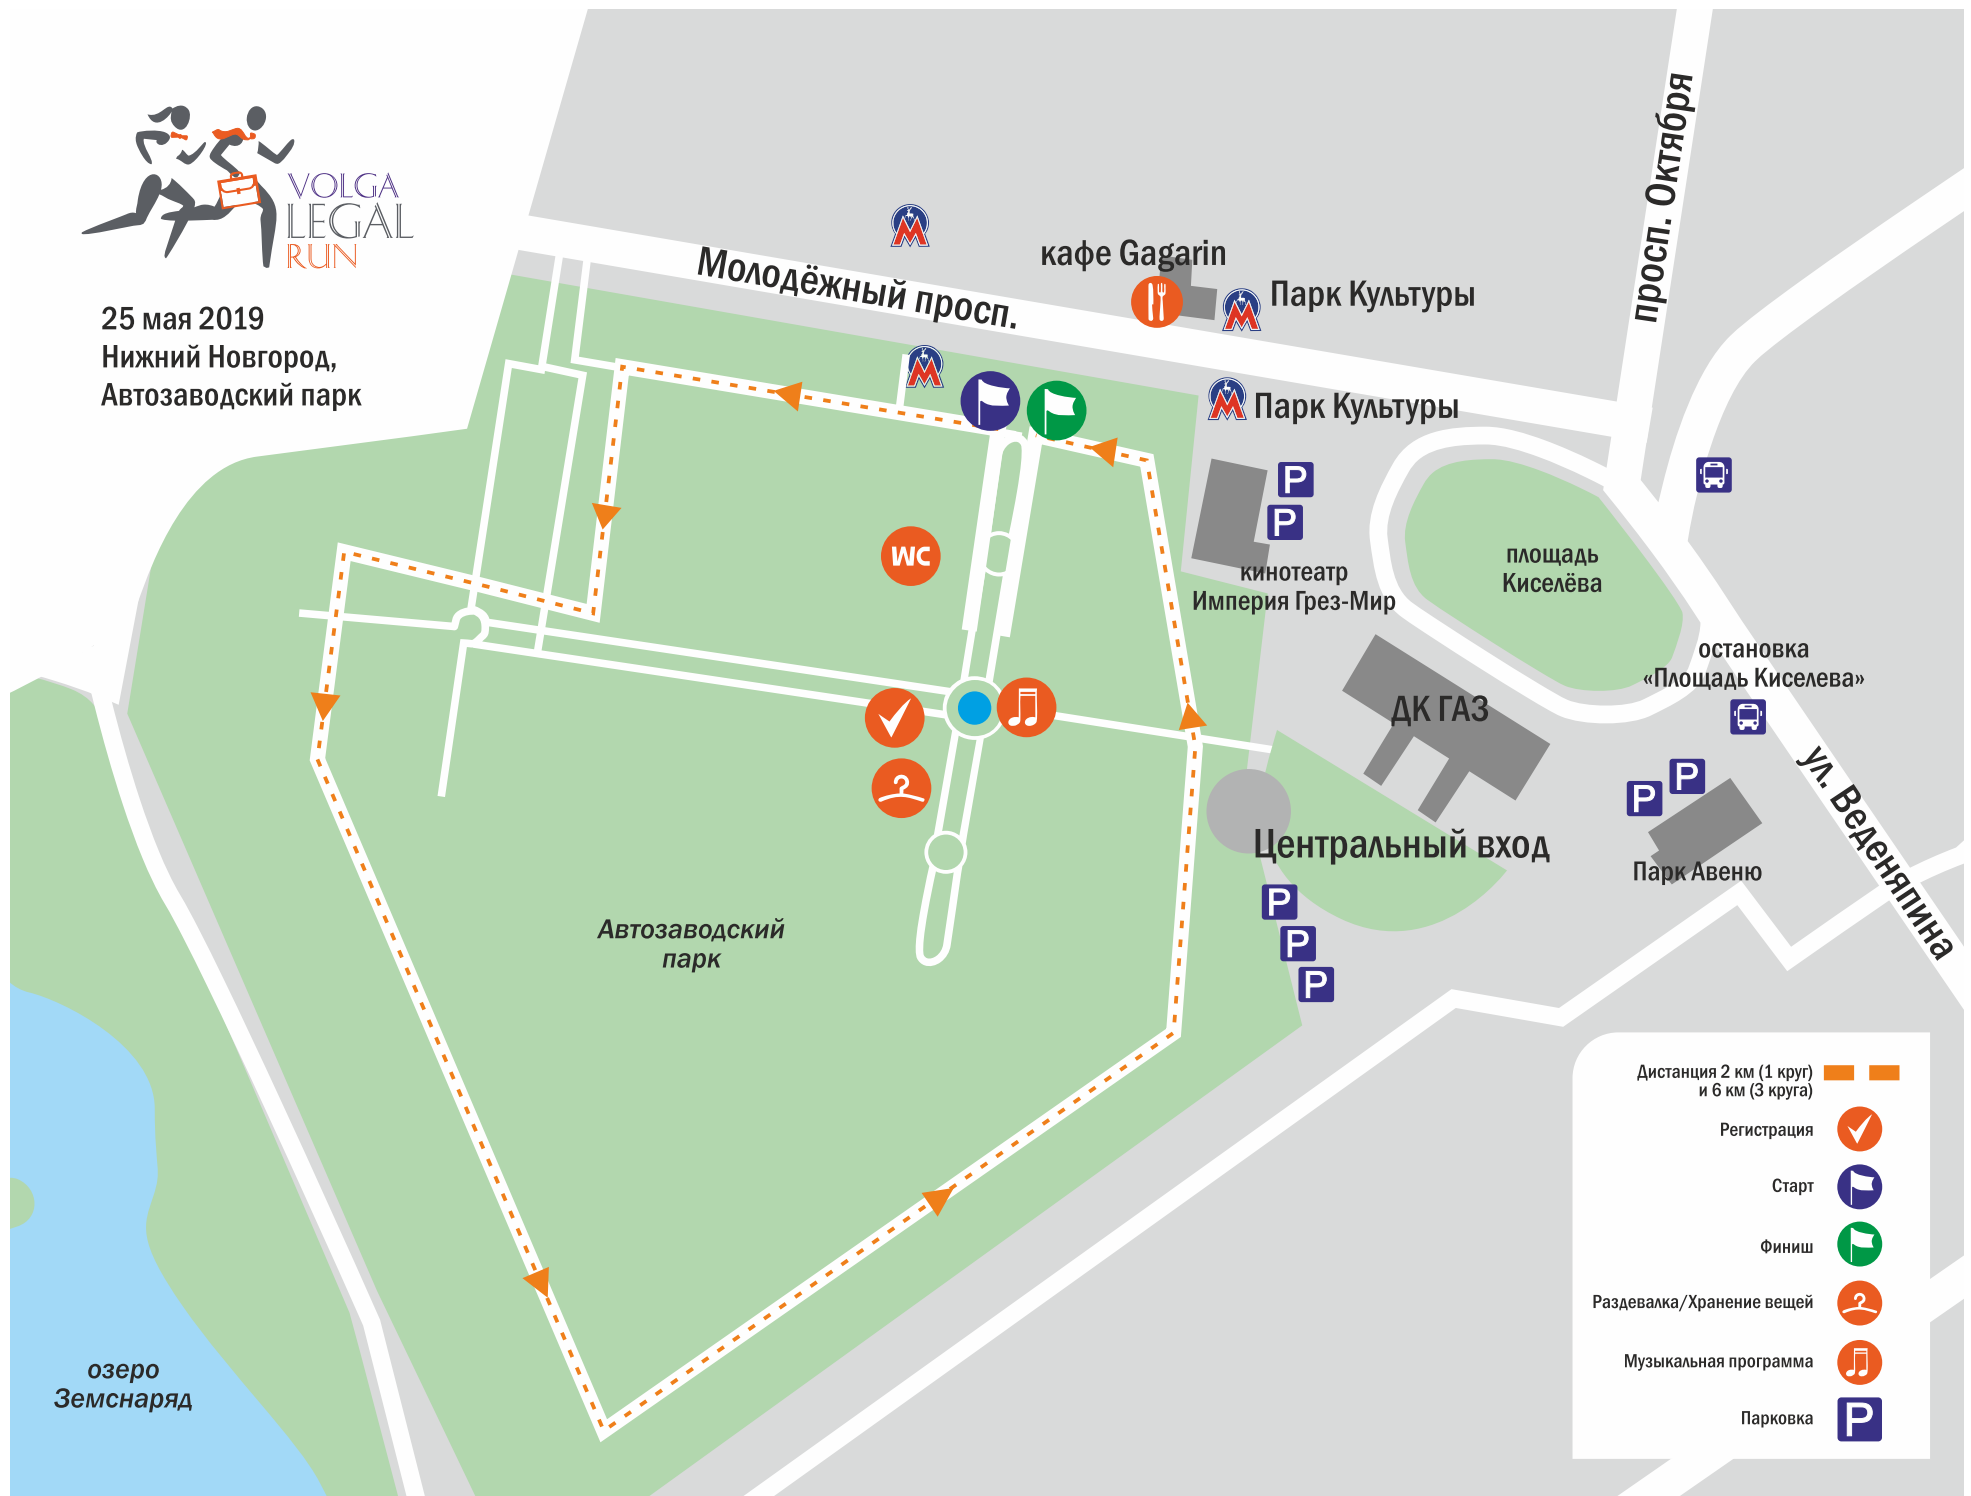 VOLGA
LEGAL
RUN
25 мая 2019
Нижний Новгород,
Автозаводский парк
Молодёжный просп.
кафе Gagarin
Парк Культуры
Парк Культуры
просп. Октября
P
P
кинотеатр
Империя Грез-Мир
площадь
Киселёва
остановка
«Площадь Киселева»
WC
ДК ГАЗ
P
P
Парк Авеню
ул. Веденяпина
Центральный вход
P
P
P
Автозаводский
парк
озеро
Земснаряд
Дистанция 2 км (1 круг)
и 6 км (3 круга)
Регистрация
Старт
Финиш
Раздевалка/Хранение вещей
Музыкальная программа
Парковка P